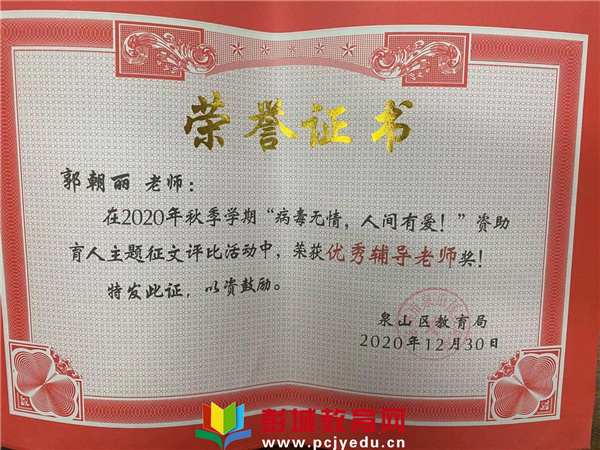 荣誉证书
郭朝丽 老师：
在2020年秋季学期“病毒无情，人间有爱！”资助
育人主题征文评比活动中，荣获优秀辅导老师奖！
特发此证，以资鼓励。
泉山区教育局
2020年12月30日
彭城教育网
www.pcjyedu.cn